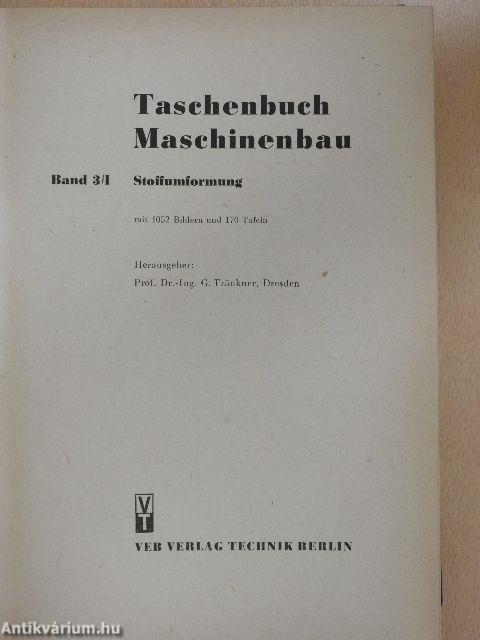 Taschenbuch
Maschinenbau
Band 3/I Stoffumformung
mit 1052 Bildern und 170 Tafeln
Herausgeber:
Prof. Dr.-Ing. G. Tränkner, Dresden
VT
VEB VERLAG TECHNIK BERLIN
Antikvárium.hu